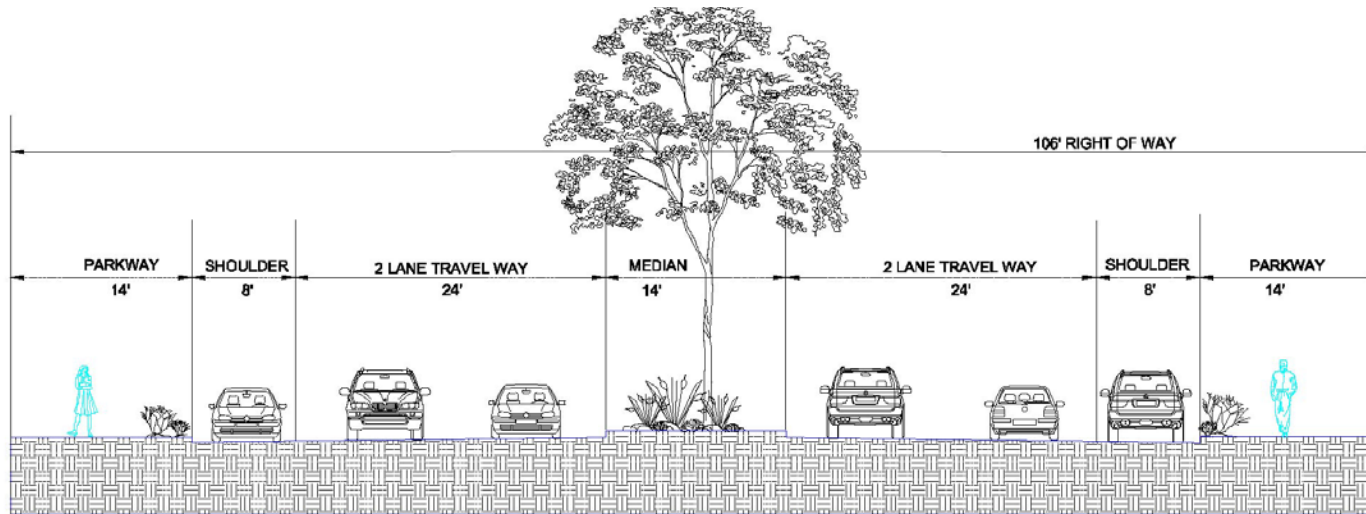 106' RIGHT OF WAY
PARKWAY SHOULDER 2 LANE TRAVEL WAY MEDIAN 2 LANE TRAVEL WAY SHOULDER PARKWAY
14' 8' 24' 14' 24' 8' 14'